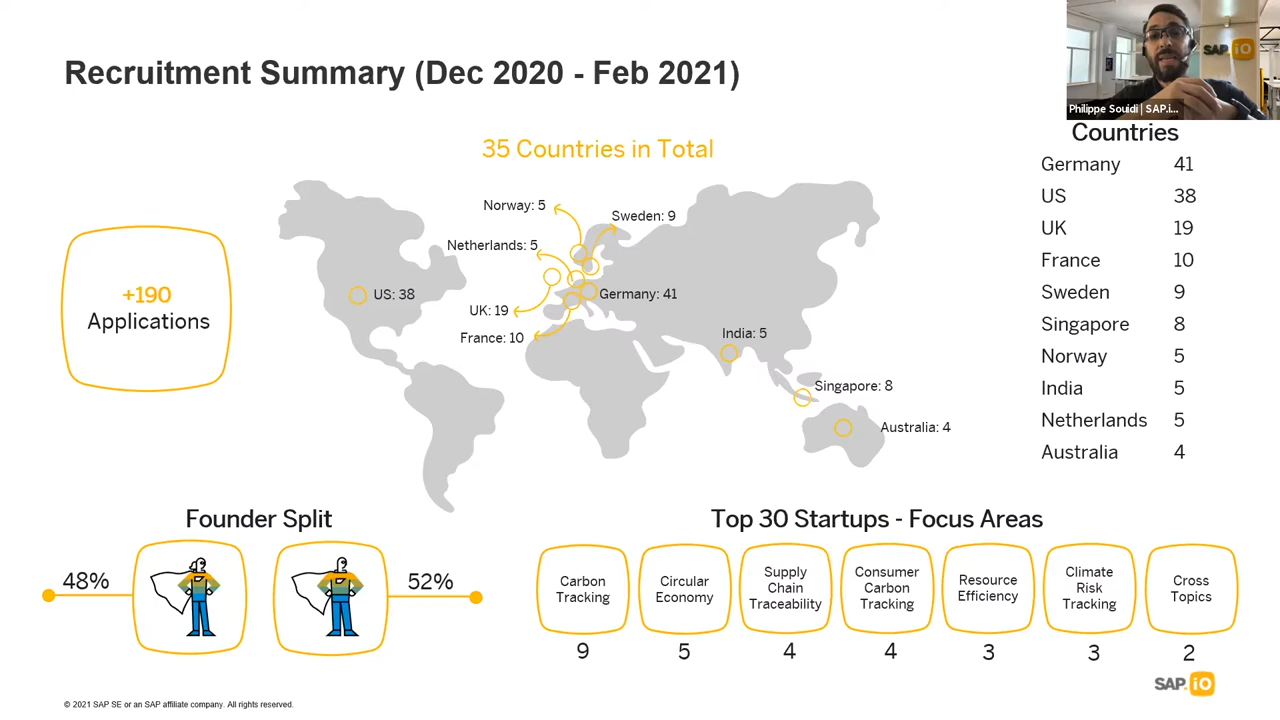 Recruitment Summary (Dec 2020 - Feb 2021)
SAP iO
Philippe Souidi | SAP.i...
35 Countries in Total
+190
Applications
Norway: 5
Sweden: 9
Netherlands: 5
US: 38
Germany: 41
UK: 19
France: 10
India: 5
Singapore: 8
Australia: 4
Countries
Germany 41
US 38
UK 19
France 10
Sweden 9
Singapore 8
Norway 5
India 5
Netherlands 5
Australia 4
Founder Split
48%
52%
Top 30 Startups - Focus Areas
Carbon
Tracking
9
Circular
Economy
5
Supply
Chain
Traceability
4
Consumer
Carbon
Tracking
4
Resource
Efficiency
3
Climate
Risk
Tracking
3
Cross
Topics
2
SAP.iO
© 2021 SAP SE or an SAP affiliate company. All rights reserved.